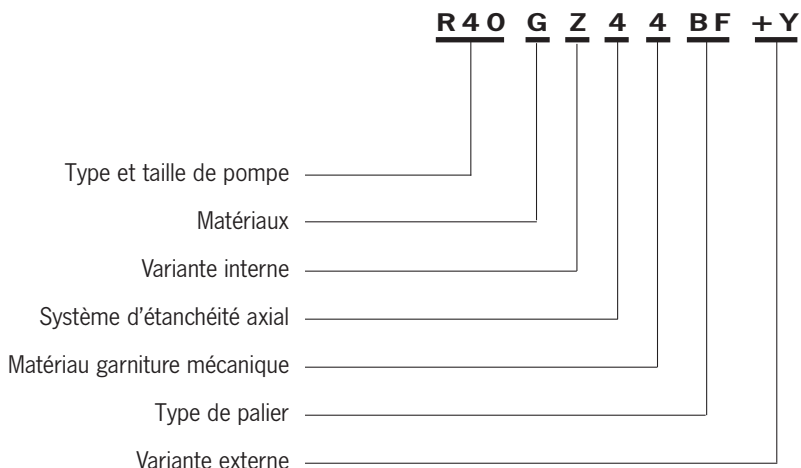 R40 G Z 4 4 BF +Y
Type et taille de pompe
Matériaux
Variante interne
Système d'étanchéité axial
Matériau garniture mécanique
Type de palier
Variante externe